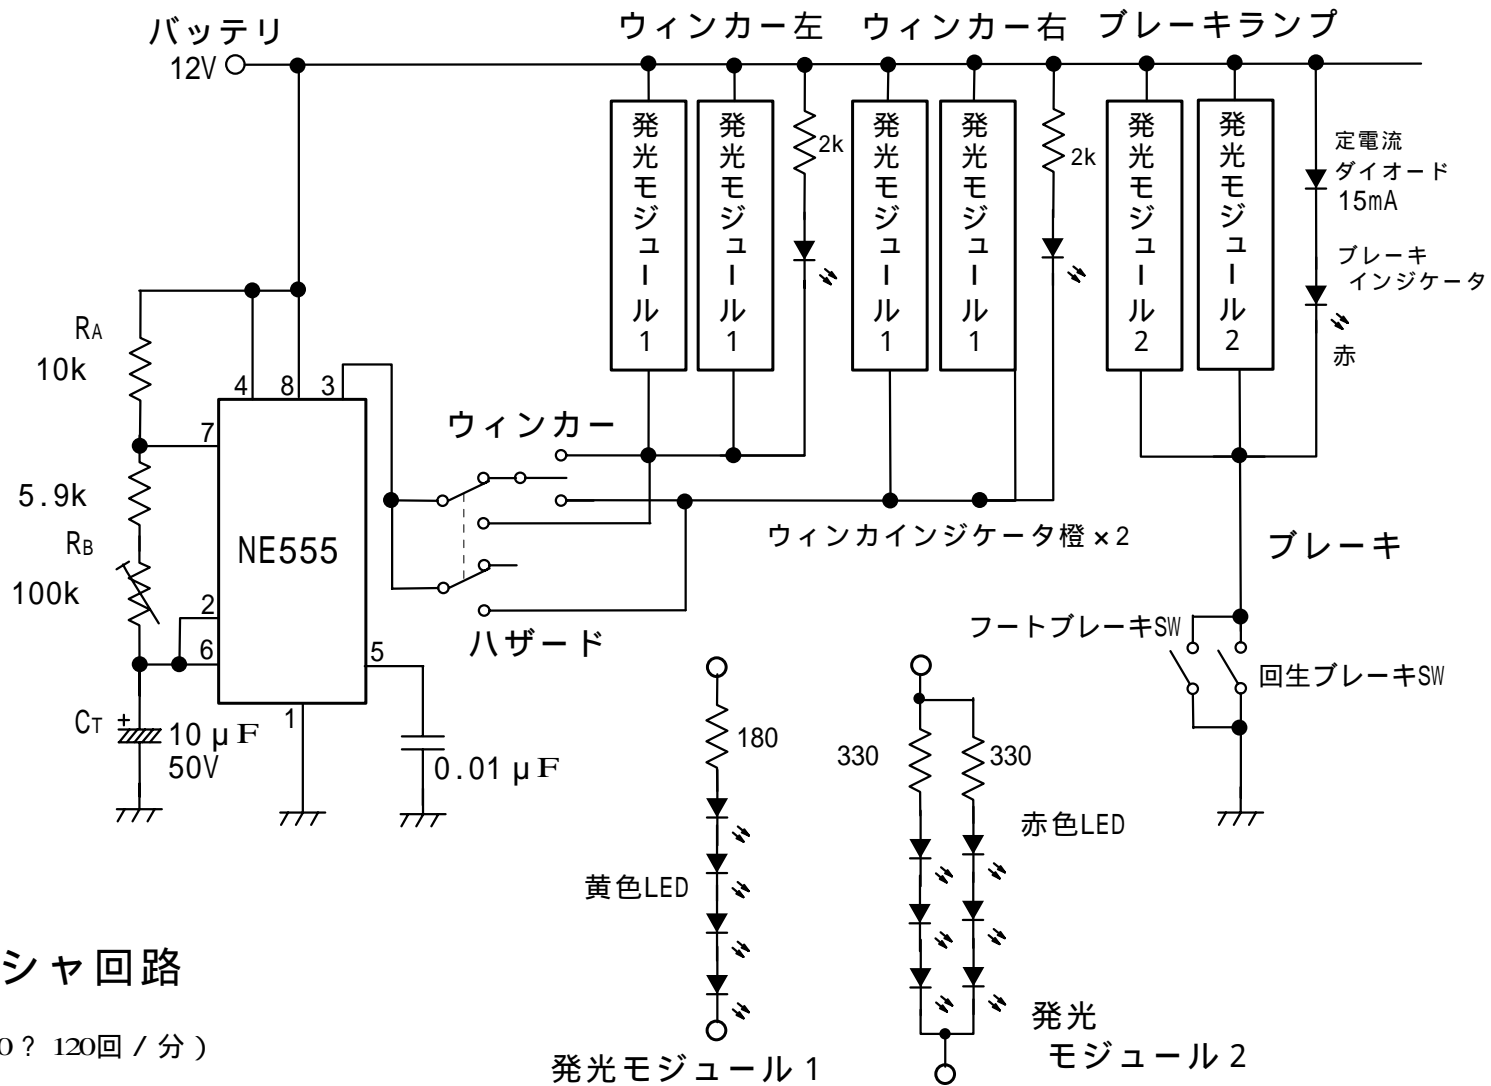 バッテリ
12V
ウィンカー左
ウィンカー右
ブレーキランプ
発光モジュール1
発光モジュール1
2k
発光モジュール1
発光モジュール1
2k
発光モジュール2
発光モジュール2
定電流
ダイオード
15mA
ブレーキ
インジケータ
赤
RA
10k
4
8
3
7
5.9k
RB
100k
NE555
2
6
5
1
CT
+
10μF
50V
0.01μF
ウィンカー
ハザード
ウィンカインジケータ橙×2
ブレーキ
フートブレーキSW
回生ブレーキSW
180
黄色LED
発光モジュール1
330
330
赤色LED
発光
モジュール2
シャ回路
0? 120回/分)